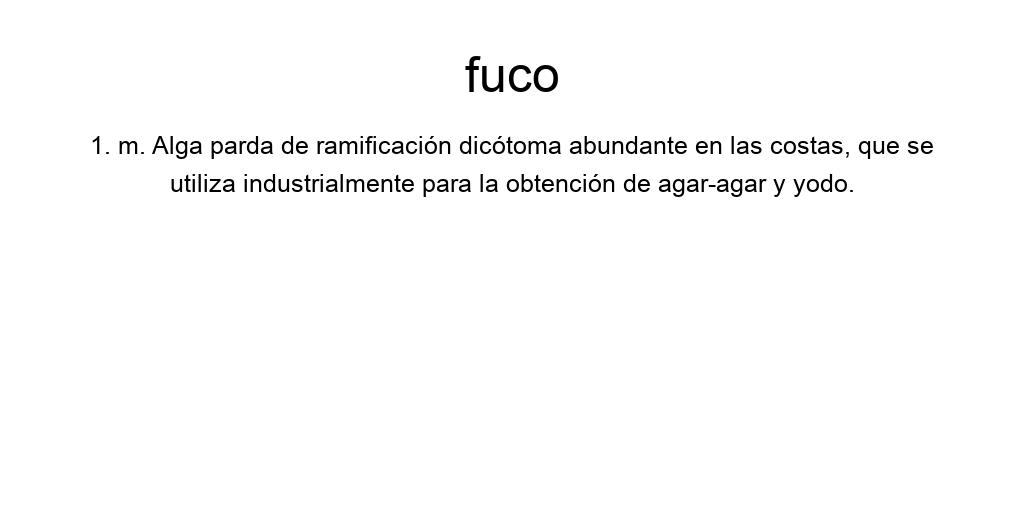 fuco
1. m. Alga parda de ramificación dicótoma abundante en las costas, que se
utiliza industrialmente para la obtención de agar-agar y yodo.